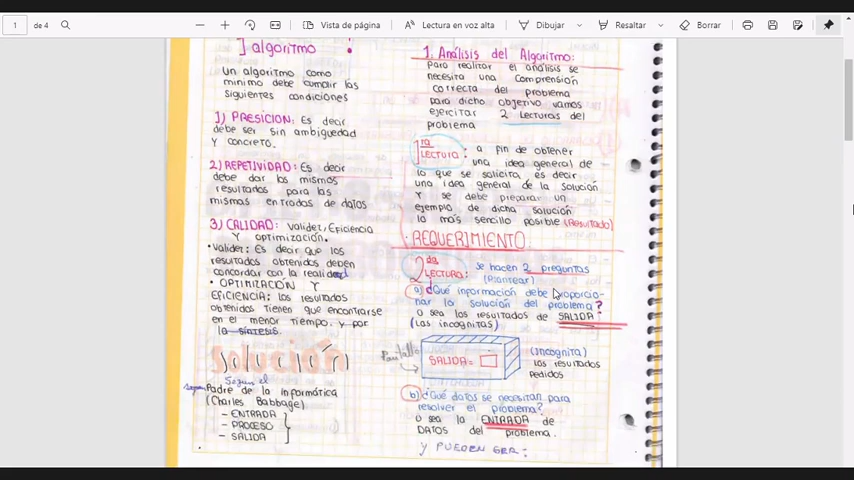 1
de 4
Vista de página
Lectura en voz alta
Dibujar
Resaltar
Borrar
] algoritmo !
Un algoritmo como
minimo debe cumplir las
siguientes condiciones
1) PRESICION: Es decir
debe ser sin ambiguedad
y concreto.
2) REPETIVIDAD: Es decir
debe dar los mismos
resultados para las
mismas entradas de datos
3) CALIDAD: Validez, Eficiencia
Y optimización.
• Validez: Es decir que los
resultados obtenidos deben
concordar con la realidad
• OPTIMIZACIÓN Y
EFICIENCIA: los resultados
obtenidos tienen que encontrarse
en el menor tiempo, y por
la síntesis.
solución
Según el
Padre de la informática
(Charles Babbage)
- ENTRADA
- PROCESO
- SALIDA
1. Análisis del Algoritmo:
Para realizar el análisis se
necesita una Comprensión
correcta del problema
para dicho objetivo vamos
ejercitar 2 Lecturas del
problema
1ra
LECTURA: a fin de obtener
una idea general de
lo que se solicita, es decir
una idea general de la solución
Y se debe preparar un
ejemplo de dicha solución
lo más sencillo posible (Resultado)
• REQUERIMIENTO
2da
LECTURA: se hacen 2 preguntas
(Plantear)
a) ¿Qué información debe proporcio-
nar la solución del problema?
o sea los resultados de SALIDA
(Las incognitas)
Pantalla
SALIDA =
(Incognita)
los resultados
pedidos
b) ¿Qué datos se necesitan para
resolver el problema?
o sea la ENTRADA de
DATOS del problema.
Y PUEDEN SER: